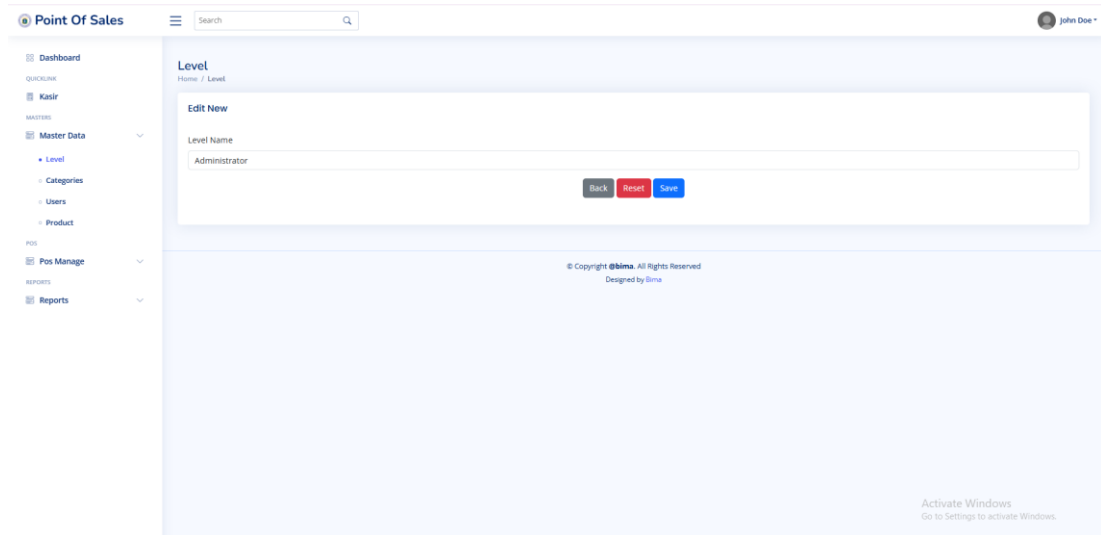 Point Of Sales
Search
John Doe
Dashboard
QUICKLINK
Kasir
MASTERS
Master Data
Level
Categories
Users
Product
POS
Pos Manage
REPORTS
Reports
Level
Home / Level
Edit New
Level Name
Administrator
Back Reset Save
© Copyright @bima. All Rights Reserved
Designed by Bima
Activate Windows
Go to Settings to activate Windows.